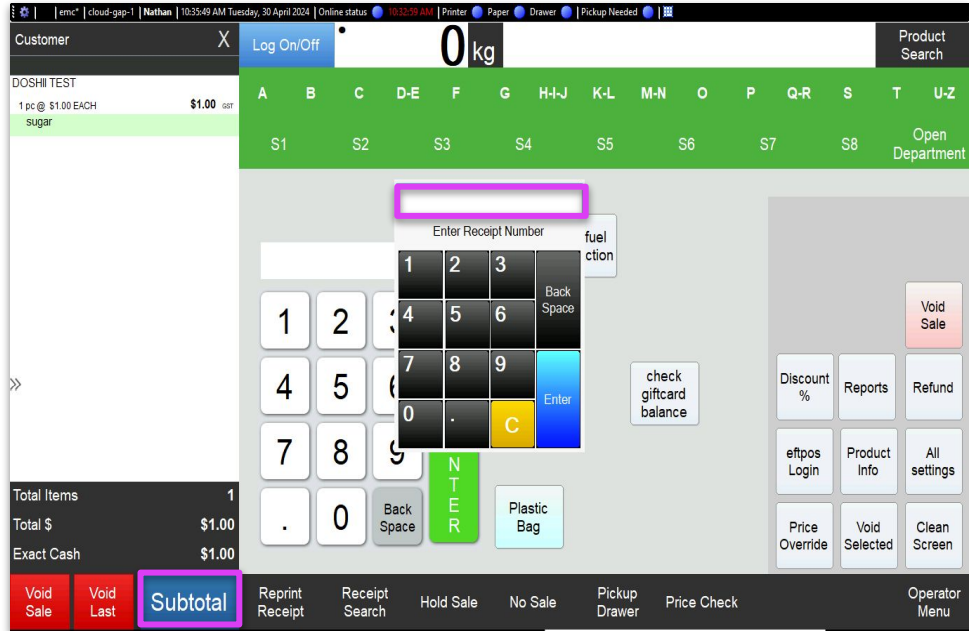 | emc* | cloud-gap-1 | Nathan | 10:35:49 AM Tuesday, 30 April 2024 | Online status 10:32:59 AM | Printer Paper Drawer | Pickup Needed |
Customer X
Log On/Off
0 kg
Product
Search
DOSHII TEST
1 pc @ $1.00 EACH $1.00 GST
sugar
A B C D-E F G H-I-J K-L M-N O P Q-R S T U-Z
S1 S2 S3 S4 S5 S6 S7 S8 Open
Department
Enter Receipt Number
1 2 3 Back
Space
4 5 6
7 8 9 Enter
0 . C
fuel
ction
1 2
4 5 6
7 8 9
. 0 Back
Space
N
T
E
R
Plastic
Bag
check
giftcard
balance
Void
Sale
Discount
%
Reports
Refund
eftpos
Login
Product
Info
All
settings
Price
Override
Void
Selected
Clean
Screen
»
Total Items 1
Total $ $1.00
Exact Cash $1.00
Void
Sale
Void
Last
Subtotal
Reprint
Receipt
Receipt
Search
Hold Sale
No Sale
Pickup
Drawer
Price Check
Operator
Menu